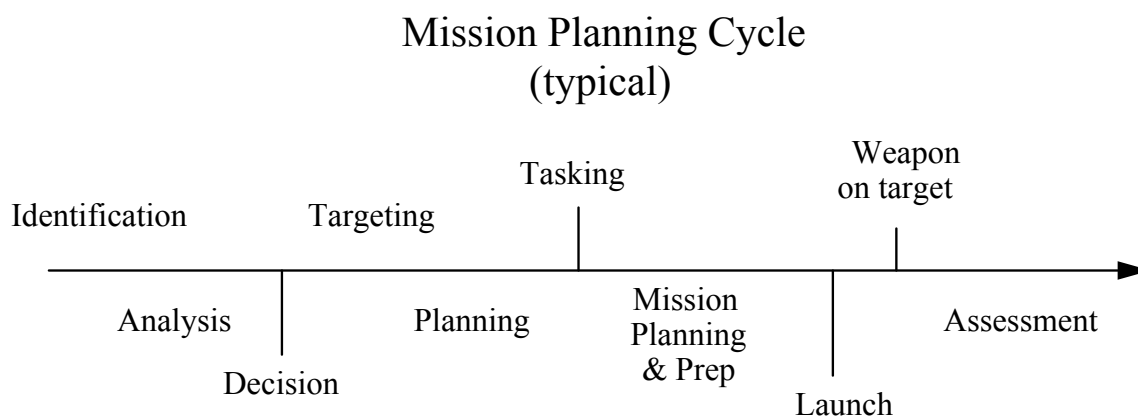 Mission Planning Cycle
(typical)
Weapon
on target
Tasking
Identification
Targeting
Analysis
Planning
Mission
Planning
& Prep
Assessment
Decision
Launch